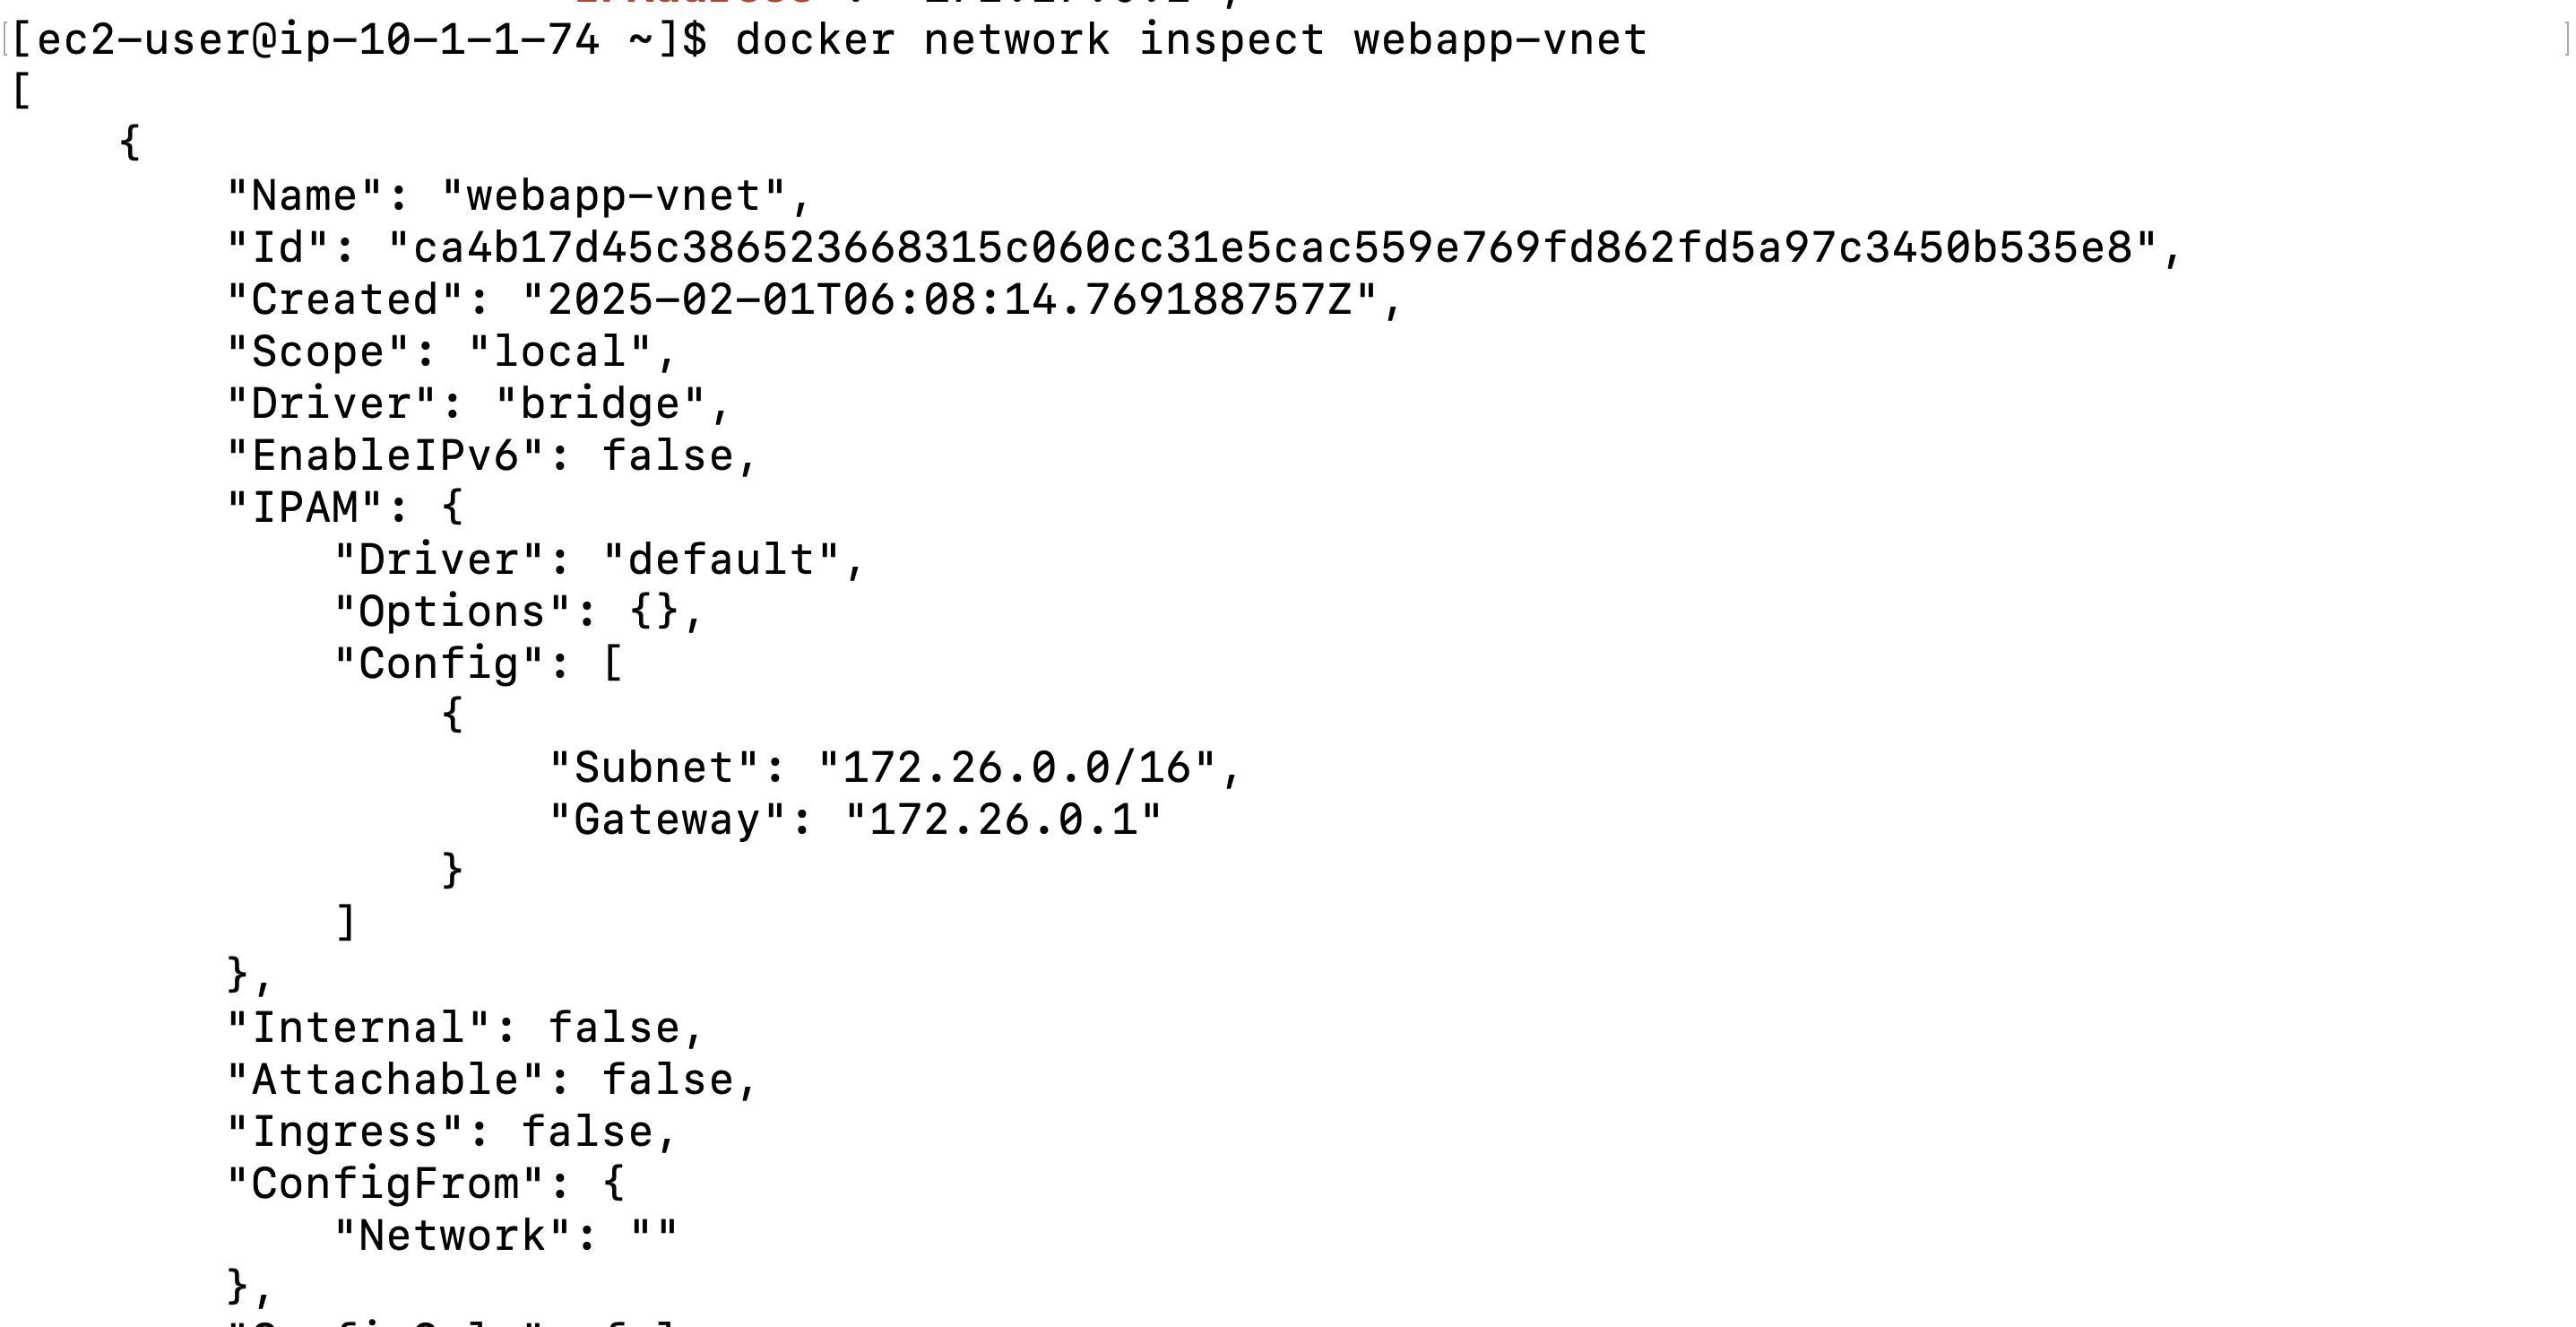 [ec2-user@ip-10-1-1-74 ~]$ docker network inspect webapp-vnet
[
    {
        "Name": "webapp-vnet",
        "Id": "ca4b17d45c386523668315c060cc31e5cac559e769fd862fd5a97c3450b535e8",
        "Created": "2025-02-01T06:08:14.769188757Z",
        "Scope": "local",
        "Driver": "bridge",
        "EnableIPv6": false,
        "IPAM": {
            "Driver": "default",
            "Options": {},
            "Config": [
                {
                    "Subnet": "172.26.0.0/16",
                    "Gateway": "172.26.0.1"
                }
            ]
        },
        "Internal": false,
        "Attachable": false,
        "Ingress": false,
        "ConfigFrom": {
            "Network": ""
        },